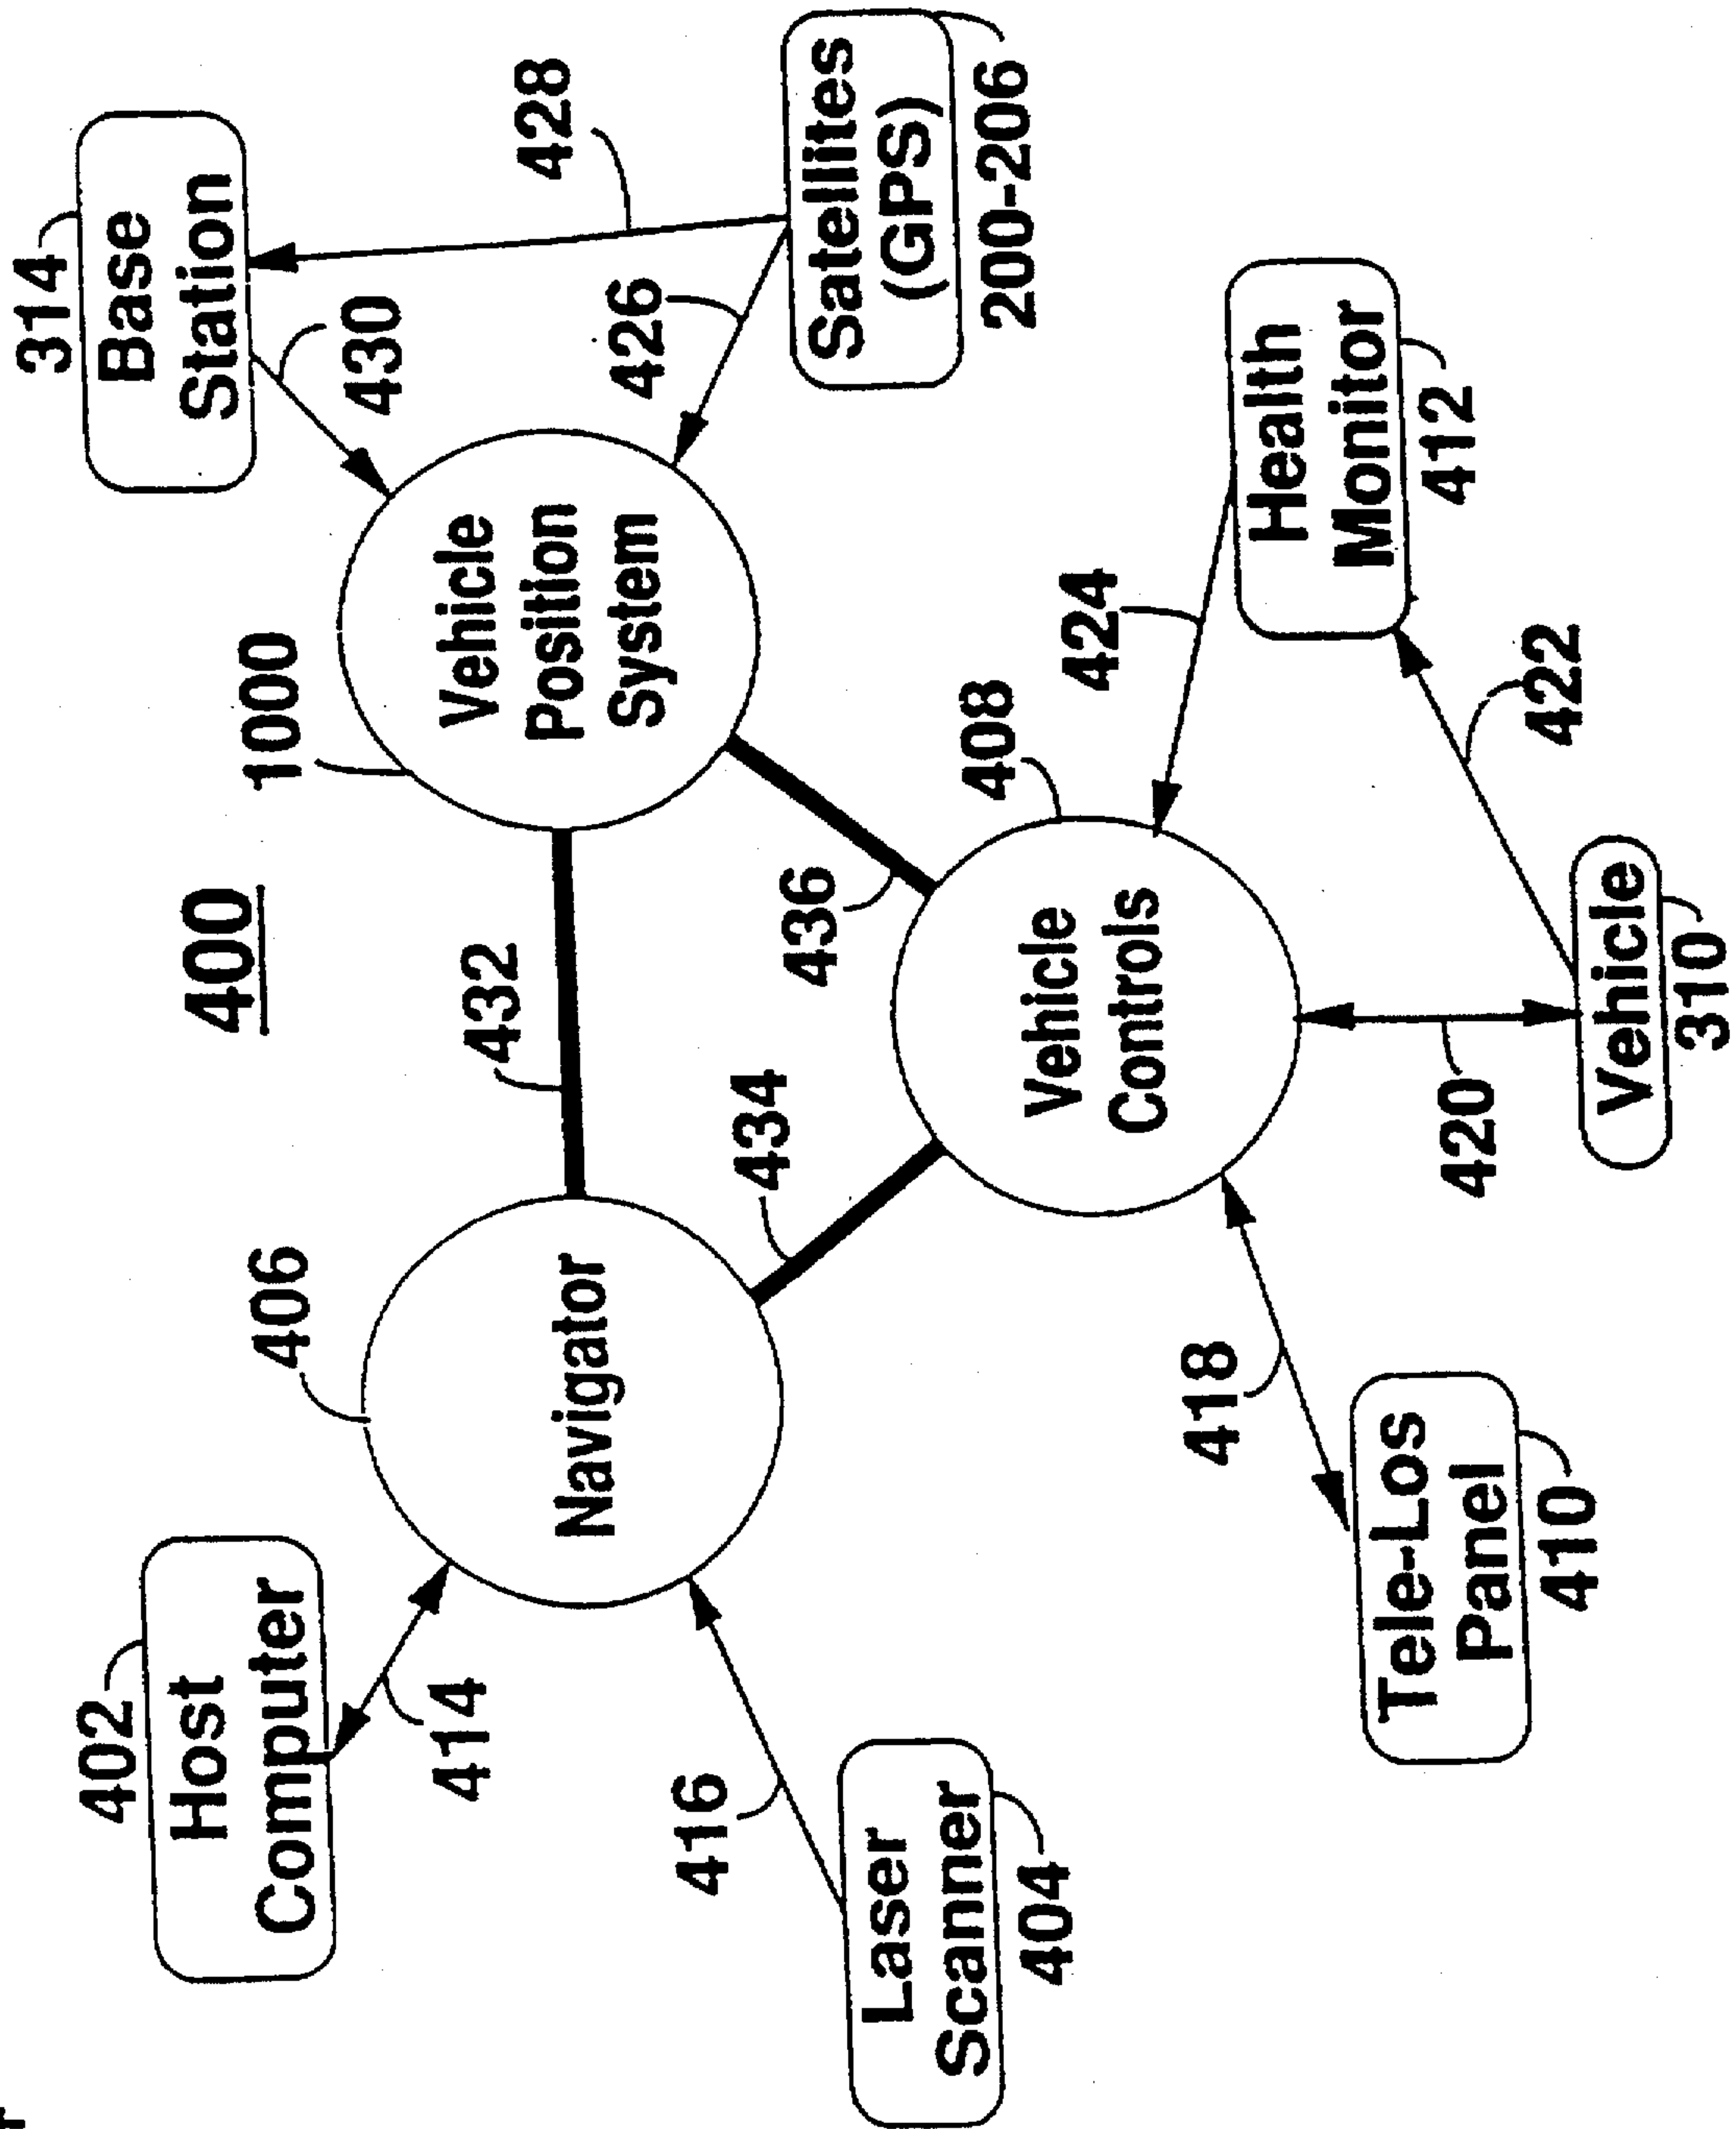 400
402
Host
Computer
414
406
Navigator
432
1000
Vehicle
Position
System
314
Base
Station
430
428
426
Satellites
(GPS)
200-206
416
Laser
Scanner
404
434
436
408
Vehicle
Controls
424
Health
Monitor
412
418
Tele-Los
Panel
410
420
422
Vehicle
310